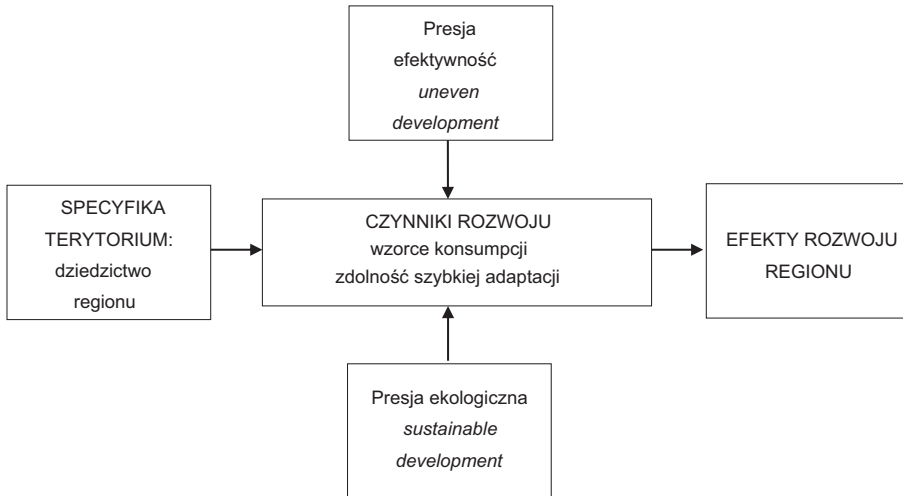 Presja
efektywność
uneven
development
SPECYFIKA
TERYTORIUM:
dziedzictwo
regionu
CZYNNIKI ROZWOJU
wzorce konsumpcji
zdolność szybkiej adaptacji
EFEKTY ROZWOJU
REGIONU
Presja ekologiczna
sustainable
development